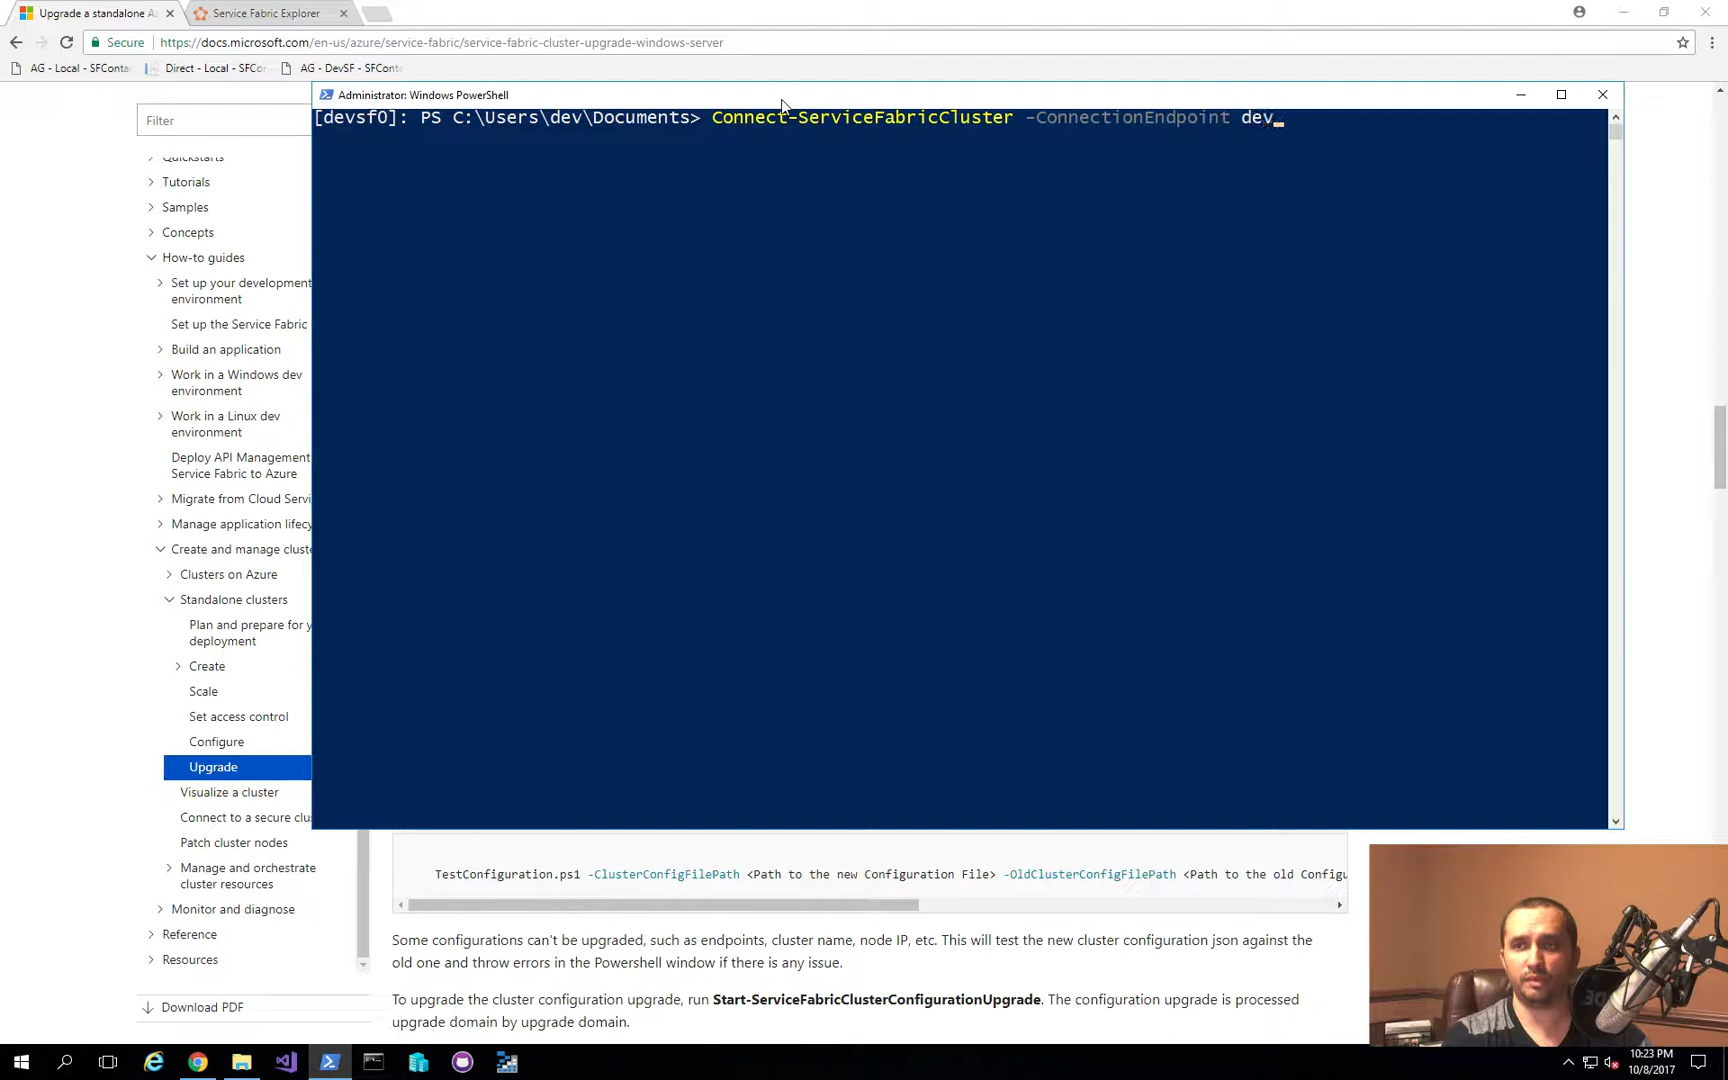 Upgrade a standalone Az
Service Fabric Explorer
Secure
https://docs.microsoft.com/en-us/azure/service-fabric/service-fabric-cluster-upgrade-windows-server
AG - Local - SFConta
Direct - Local - SFCor
AG - DevSF - SFConte
Administrator: Windows PowerShell
[devsf0]: PS C:\Users\dev\Documents> Connect-ServiceFabricCluster -ConnectionEndpoint dev
Filter
Quickstarts
Tutorials
Samples
Concepts
How-to guides
Set up your development
environment
Set up the Service Fabric
Build an application
Work in a Windows dev
environment
Work in a Linux dev
environment
Deploy API Management
Service Fabric to Azure
Migrate from Cloud Servi
Manage application lifecy
Create and manage cluste
Clusters on Azure
Standalone clusters
Plan and prepare for y
deployment
Create
Scale
Set access control
Configure
Upgrade
Visualize a cluster
Connect to a secure clus
Patch cluster nodes
Manage and orchestrate
cluster resources
Monitor and diagnose
Reference
Resources
Download PDF
TestConfiguration.ps1 -ClusterConfigFilePath <Path to the new Configuration File> -OldClusterConfigFilePath <Path to the old Configu
Some configurations can't be upgraded, such as endpoints, cluster name, node IP, etc. This will test the new cluster configuration json against the
old one and throw errors in the Powershell window if there is any issue.
To upgrade the cluster configuration upgrade, run Start-ServiceFabricClusterConfigurationUpgrade. The configuration upgrade is processed
upgrade domain by upgrade domain.
10:23 PM
10/8/2017